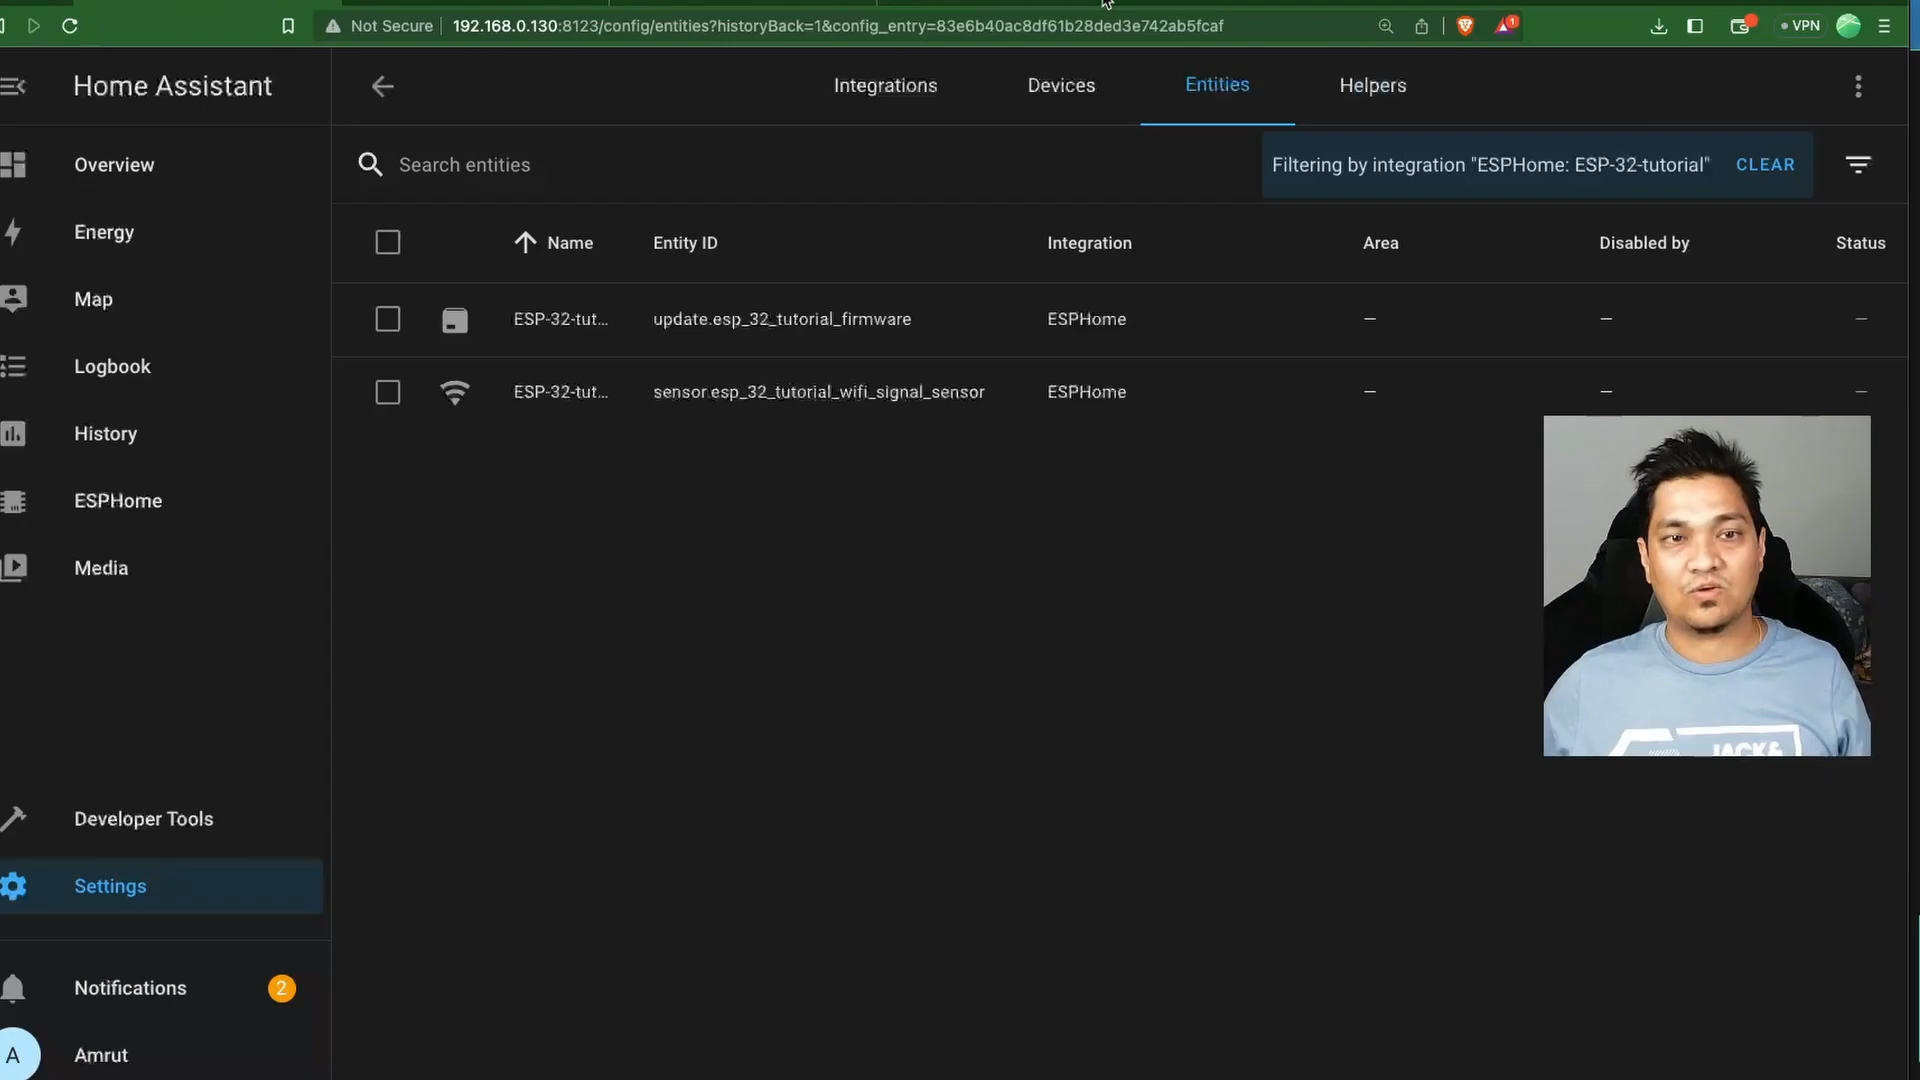 Not Secure 192.168.0.130:8123/config/entities?historyBack=1&config_entry=83e6b40ac8df61b28ded3e742ab5fcaf 1 VPN
Home Assistant
Integrations Devices Entities Helpers
Overview
Search entities
Filtering by integration "ESPHome: ESP-32-tutorial" CLEAR
Energy
Name Entity ID Integration Area Disabled by Status
Map
ESP-32-tut... update.esp_32_tutorial_firmware ESPHome — — —
Logbook
ESP-32-tut... sensor.esp_32_tutorial_wifi_signal_sensor ESPHome — — —
History
ESPHome
Media
JACK&
Developer Tools
Settings
Notifications 2
A Amrut